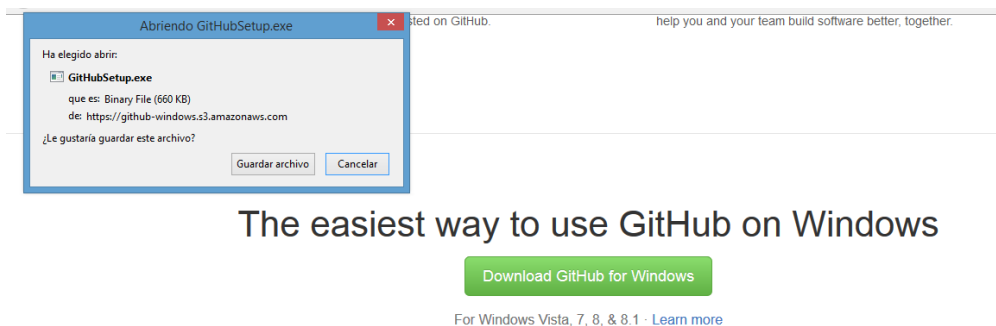 Abriendo GitHubSetup.exe
sted on GitHub.
help you and your team build software better, together.
Ha elegido abrir:
GitHubSetup.exe
que es: Binary File (660 KB)
de: https://github-windows.s3.amazonaws.com
¿Le gustaría guardar este archivo?
Guardar archivo
Cancelar
The easiest way to use GitHub on Windows
Download GitHub for Windows
For Windows Vista, 7, 8, & 8.1 · Learn more